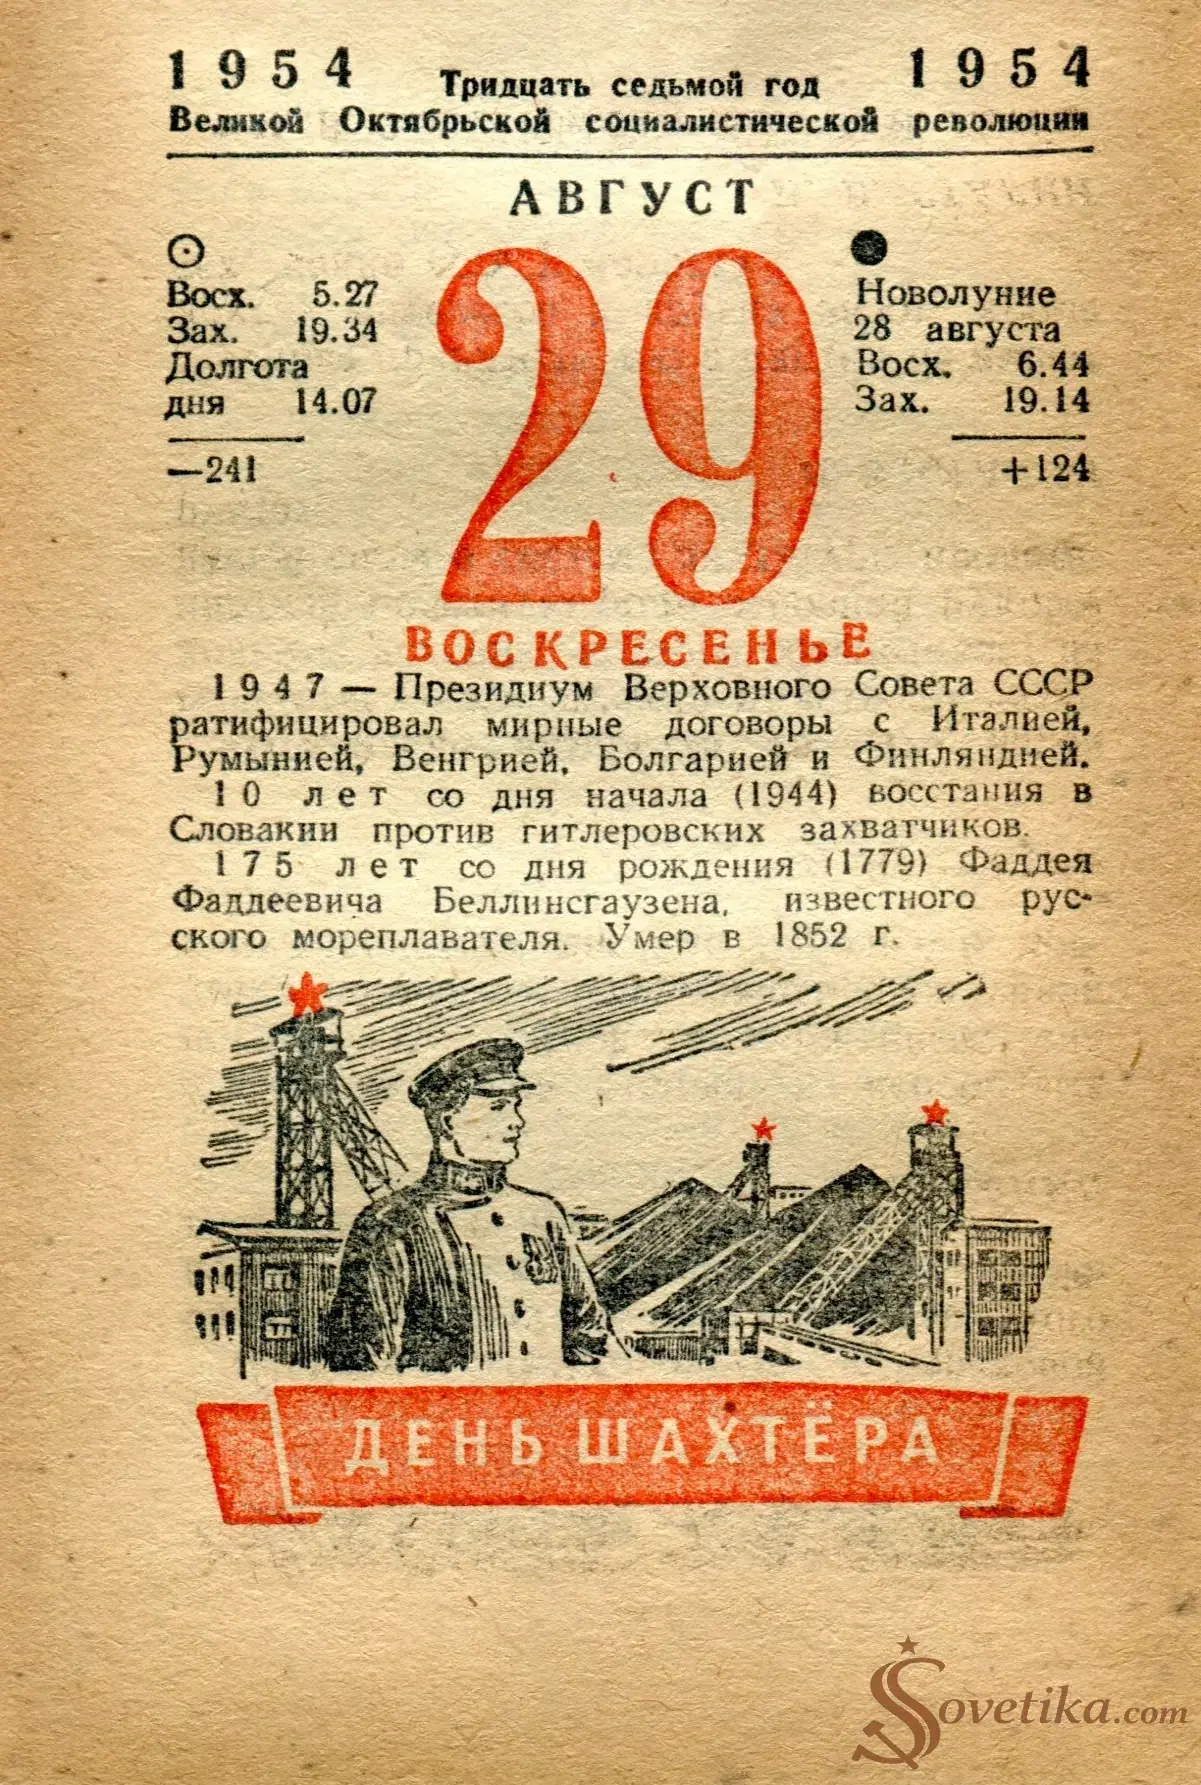 1954 Тридцать седьмой год 1954
Великой Октябрьской социалистической революции
АВГУСТ
Восх. 5.27
Зах. 19.34
Долгота
дня 14.07
—241
29
Новолуние
28 августа
Восх. 6.44
Зах. 19.14
+124
ВОСКРЕСЕНЬЕ
1947 — Президиум Верховного Совета СССР
ратифицировал мирные договоры с Италией,
Румынией, Венгрией, Болгарией и Финляндией.
10 лет со дня начала (1944) восстания в
Словакии против гитлеровских захватчиков.
175 лет со дня рождения (1779) Фаддея
Фаддеевича Беллинсгаузена, известного рус-
ского мореплавателя. Умер в 1852 г.
ДЕНЬ ШАХТЁРА
Sovetika.com